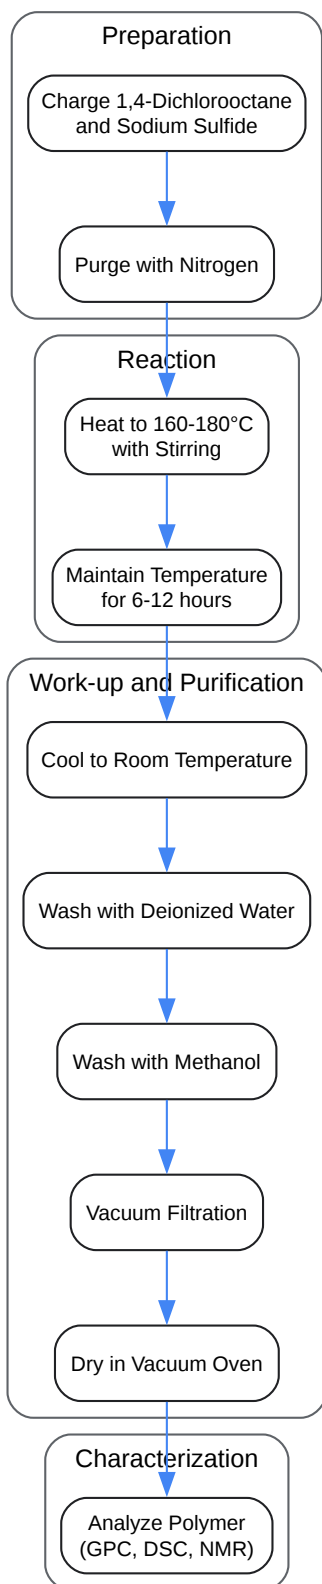 Preparation
Charge 1,4-Dichlorooctane
and Sodium Sulfide
Purge with Nitrogen
Reaction
Heat to 160-180°C
with Stirring
Maintain Temperature
for 6-12 hours
Work-up and Purification
Cool to Room Temperature
Wash with Deionized Water
Wash with Methanol
Vacuum Filtration
Dry in Vacuum Oven
Characterization
Analyze Polymer
(GPC, DSC, NMR)